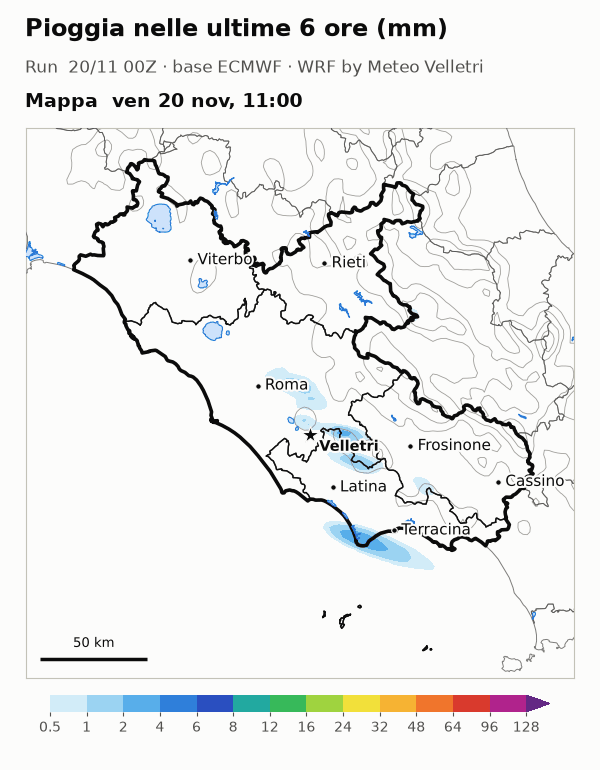 Pioggia nelle ultime 6 ore (mm)
Run  20/11 00Z · base ECMWF · WRF by Meteo Velletri
Mappa  ven 20 nov, 11:00
Viterbo
Rieti
Roma
Velletri
Frosinone
Latina
Cassino
Terracina
50 km
0.5 1 2 4 6 8 12 16 24 32 48 64 96 128